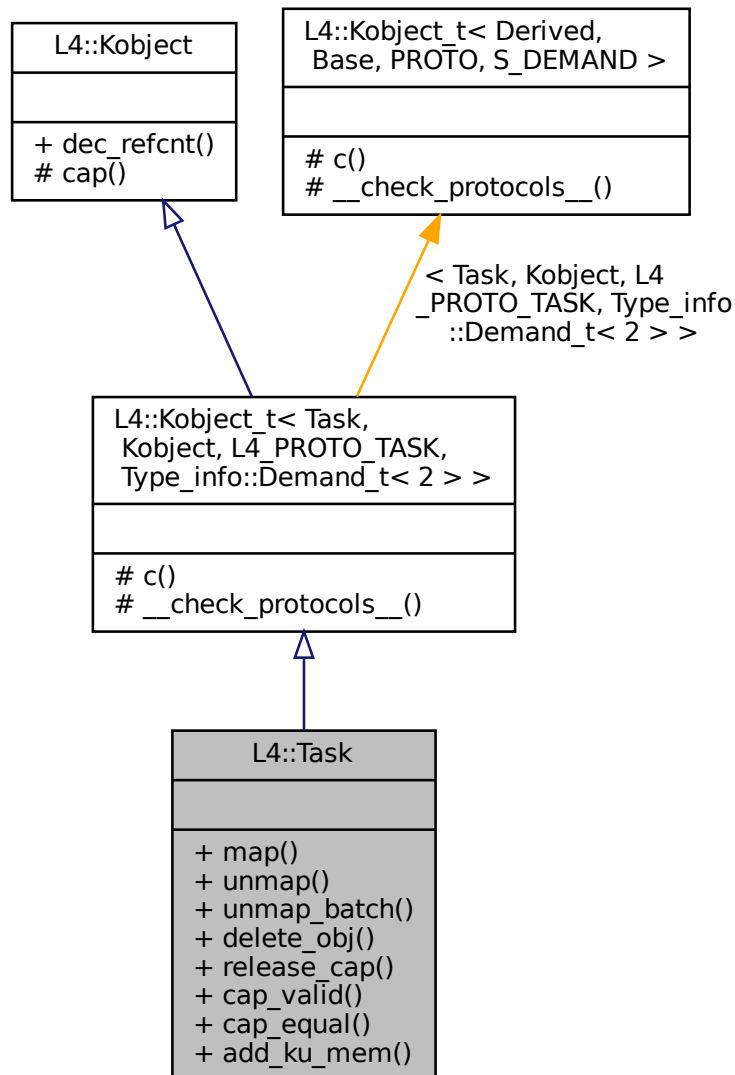 L4::Kobject
+ dec_refcnt()
# cap()
L4::Kobject_t< Derived,
Base, PROTO, S_DEMAND >
# c()
# __check_protocols__()
< Task, Kobject, L4
_PROTO_TASK, Type_info
::Demand_t< 2 > >
L4::Kobject_t< Task,
Kobject, L4_PROTO_TASK,
Type_info::Demand_t< 2 > >
# c()
# __check_protocols__()
L4::Task
+ map()
+ unmap()
+ unmap_batch()
+ delete_obj()
+ release_cap()
+ cap_valid()
+ cap_equal()
+ add_ku_mem()